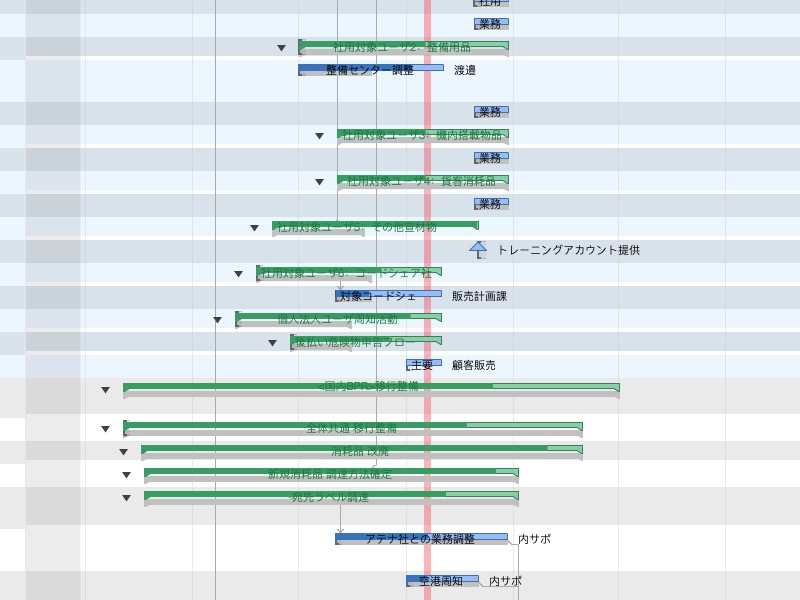 社用
業務
社用対象ユーザ2: 整備用品
整備センター調整 渡邉
業務
社用対象ユーザ3: 機内搭載物品
業務
社用対象ユーザ4: 貨客消耗品
業務
社用対象ユーザ5: その他宣材物
トレーニングアカウント提供
社用対象ユーザ6: コードシェア社
対象コードシェ 販売計画課
個人法人ユーザ周知活動
後払い危険物申告フロー
主要 顧客販売
<国内BPR>移行整備
全体共通 移行整備
消耗品 改廃
新規消耗品 調達方法確定
宛先ラベル調達
アテナ社との業務調整 内サポ
空港周知 内サポ